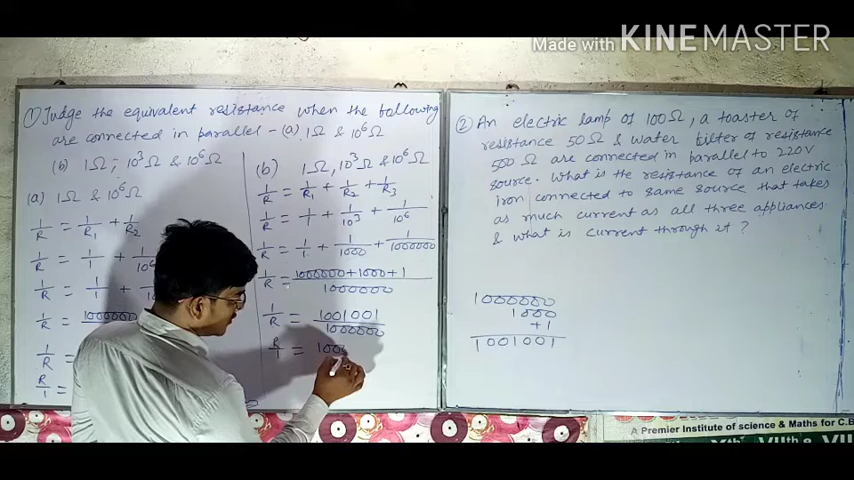 Made with KINEMASTER
① Judge the equivalent resistance when the following
are connected in parallel - (a) 1Ω & 10⁶Ω
(b) 1Ω, 10³Ω & 10⁶Ω
(a) 1Ω & 10⁶Ω
1/R = 1/R₁ + 1/R₂
1/R = 1/1 + 1/10⁶
1/R = 1/1 +
1/R = 1000000
1/R =
R/1 =
(b) 1Ω, 10³Ω & 10⁶Ω
1/R = 1/R₁ + 1/R₂ + 1/R₃
1/R = 1/1 + 1/10³ + 1/10⁶
1/R = 1/1 + 1/1000 + 1/1000000
1/R = 1000000+1000+1/1000000
1/R = 1001001/1000000
R/1 = 100
② An electric lamp of 100Ω, a toaster of
resistance 50Ω & water filter of resistance
500 Ω are connected in parallel to 220V
source. What is the resistance of an electric
iron connected to same source that takes
as much current as all three appliances
& what is current through it ?
1000000
1000
+1
1001001
A Premier Institute of science & Maths for C.B
Xth VIIIth